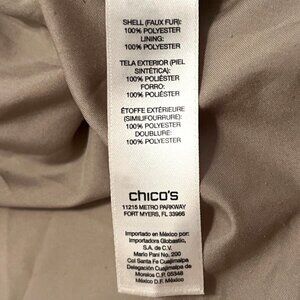 SHELL (FAUX FUR):
100% POLYESTER
LINING:
100% POLYESTER
TELA EXTERIOR (PIEL
SINTÉTICA):
100% POLIÉSTER
FORRO:
100% POLIÉSTER
ÉTOFFE EXTÉRIEURE
(SIMILIFOURRURE):
100% POLYESTER
DOUBLURE:
100% POLYESTER
chico's
11215 METRO PARKWAY
FORT MYERS, FL 33966
Importado en México por:
Importadora Globastic,
S.A. de C.V.
Mario Pani No. 200
Col Santa Fe Cuajimalpa
Delegación Cuajimalpa de
Morelos C.P. 05348
México D.F. México